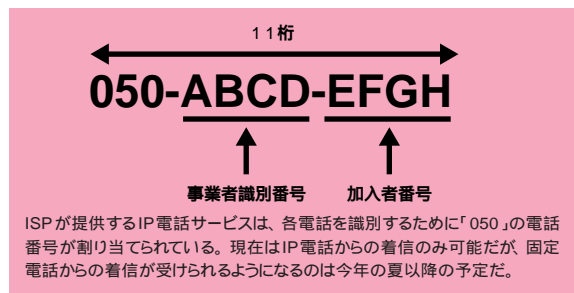 11桁
050-ABCD-EFGH
事業者識別番号 加入者番号
ISPが提供するIP電話サービスは、各電話を識別するために「050」の電話
番号が割り当てられている。現在はIP電話からの着信のみ可能だが、固定
電話からの着信が受けられるようになるのは今年の夏以降の予定だ。